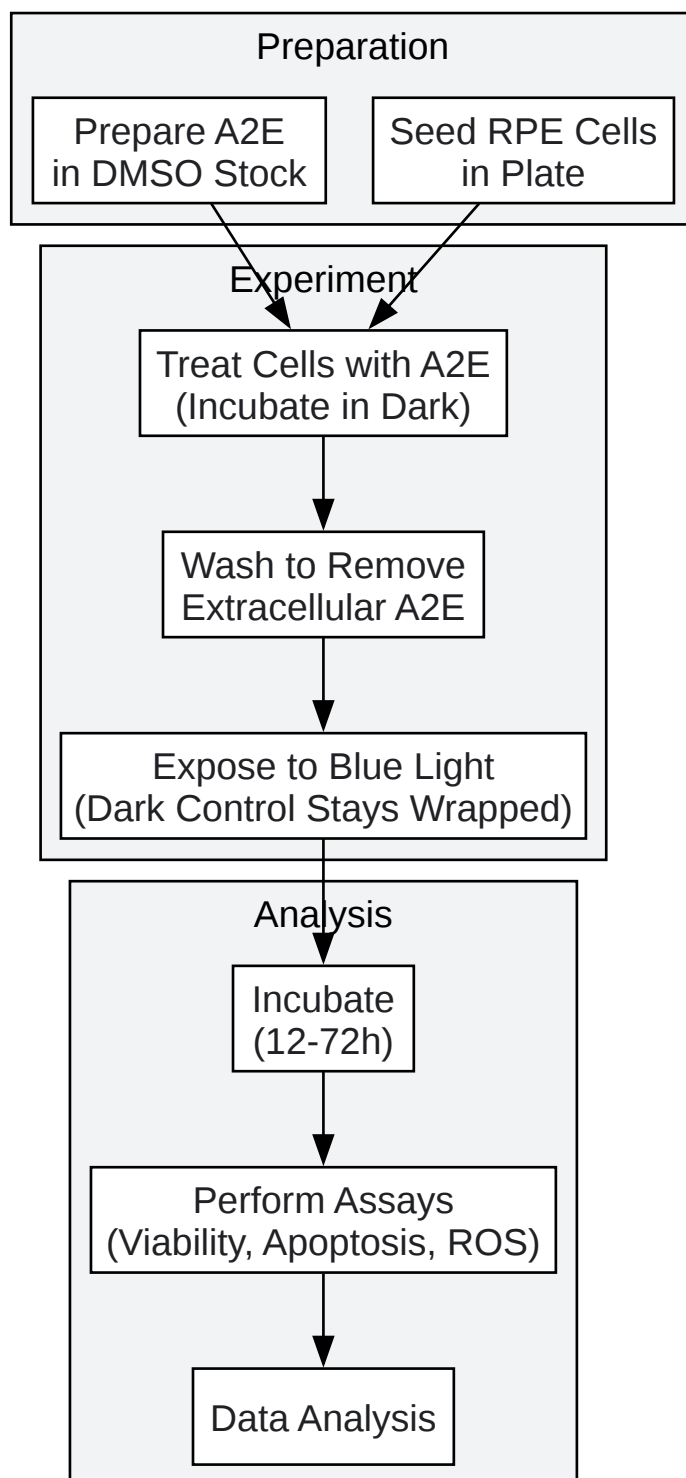 Preparation
Prepare A2E
in DMSO Stock
Seed RPE Cells
in Plate
Experiment
Treat Cells with A2E
(Incubate in Dark)
Wash to Remove
Extracellular A2E
Expose to Blue Light
(Dark Control Stays Wrapped)
Analysis
Incubate
(12-72h)
Perform Assays
(Viability, Apoptosis, ROS)
Data Analysis